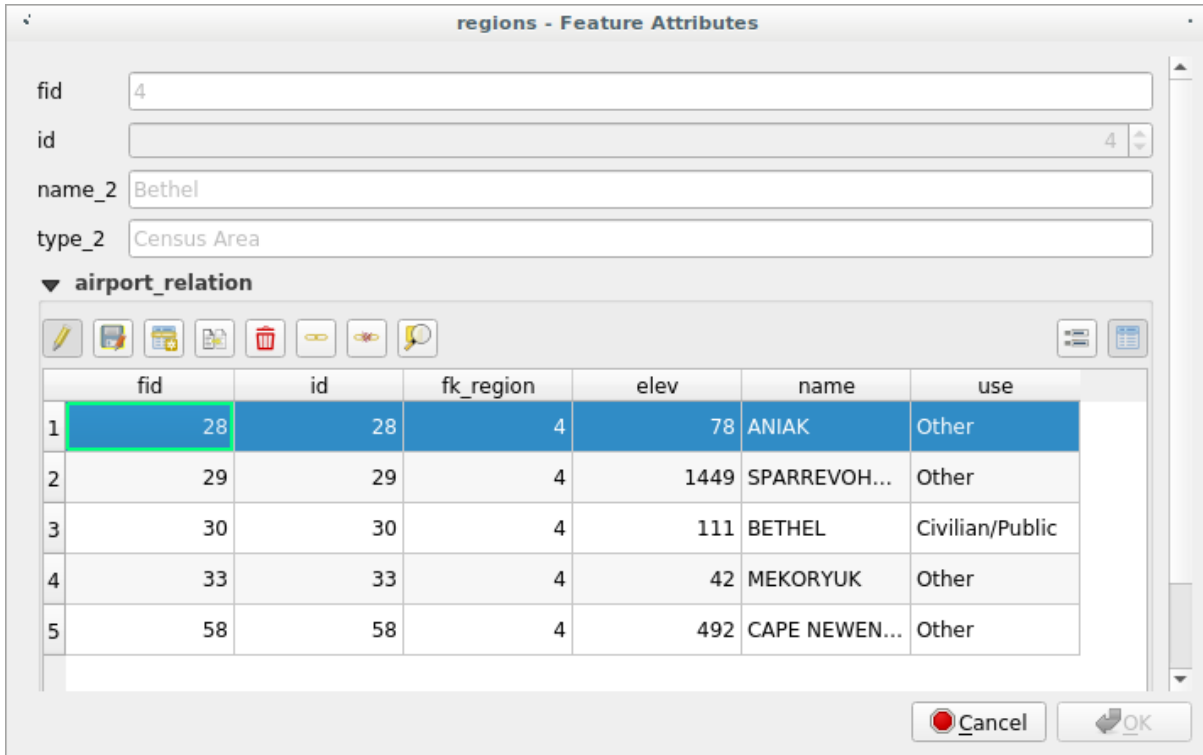 regions - Feature Attributes
fid 4
id 4
name_2 Bethel
type_2 Census Area
airport_relation
fid id fk_region elev name use
1 28 28 4 78 ANIAK Other
2 29 29 4 1449 SPARREVOH... Other
3 30 30 4 111 BETHEL Civilian/Public
4 33 33 4 42 MEKORYUK Other
5 58 58 4 492 CAPE NEWEN... Other
Cancel OK